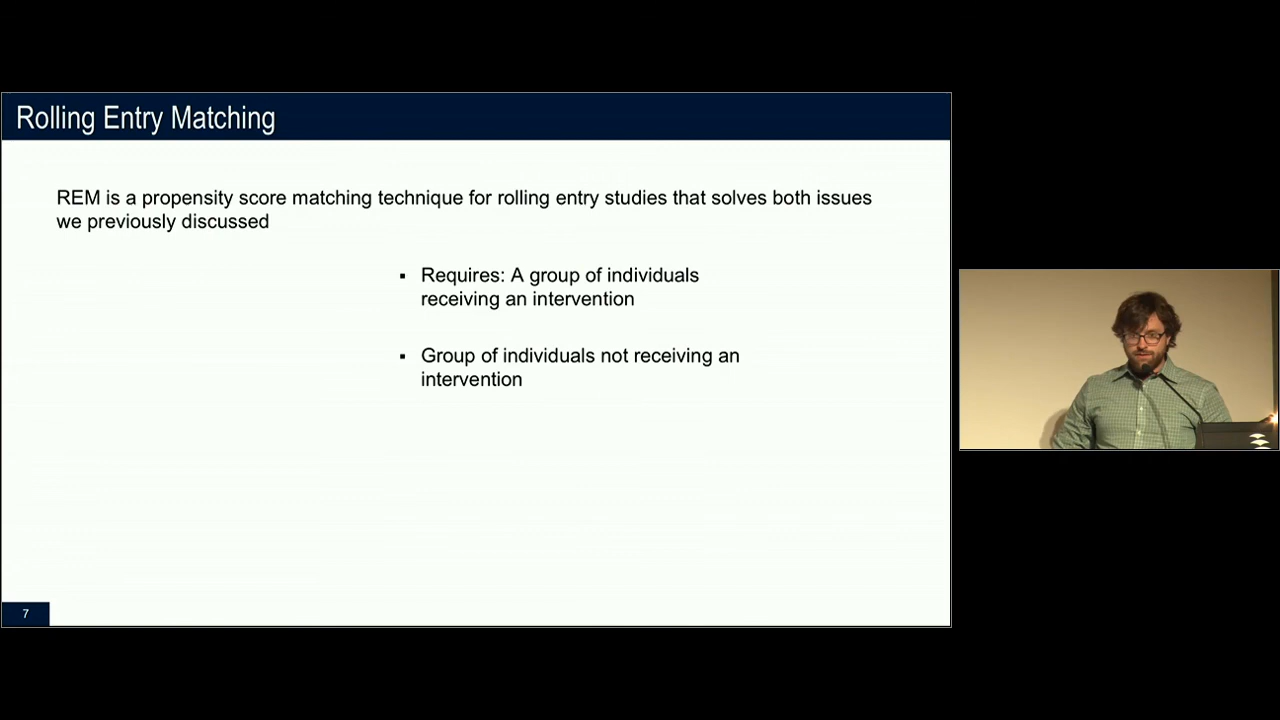 Rolling Entry Matching
REM is a propensity score matching technique for rolling entry studies that solves both issues
we previously discussed
▪ Requires: A group of individuals
receiving an intervention
▪ Group of individuals not receiving an
intervention
7